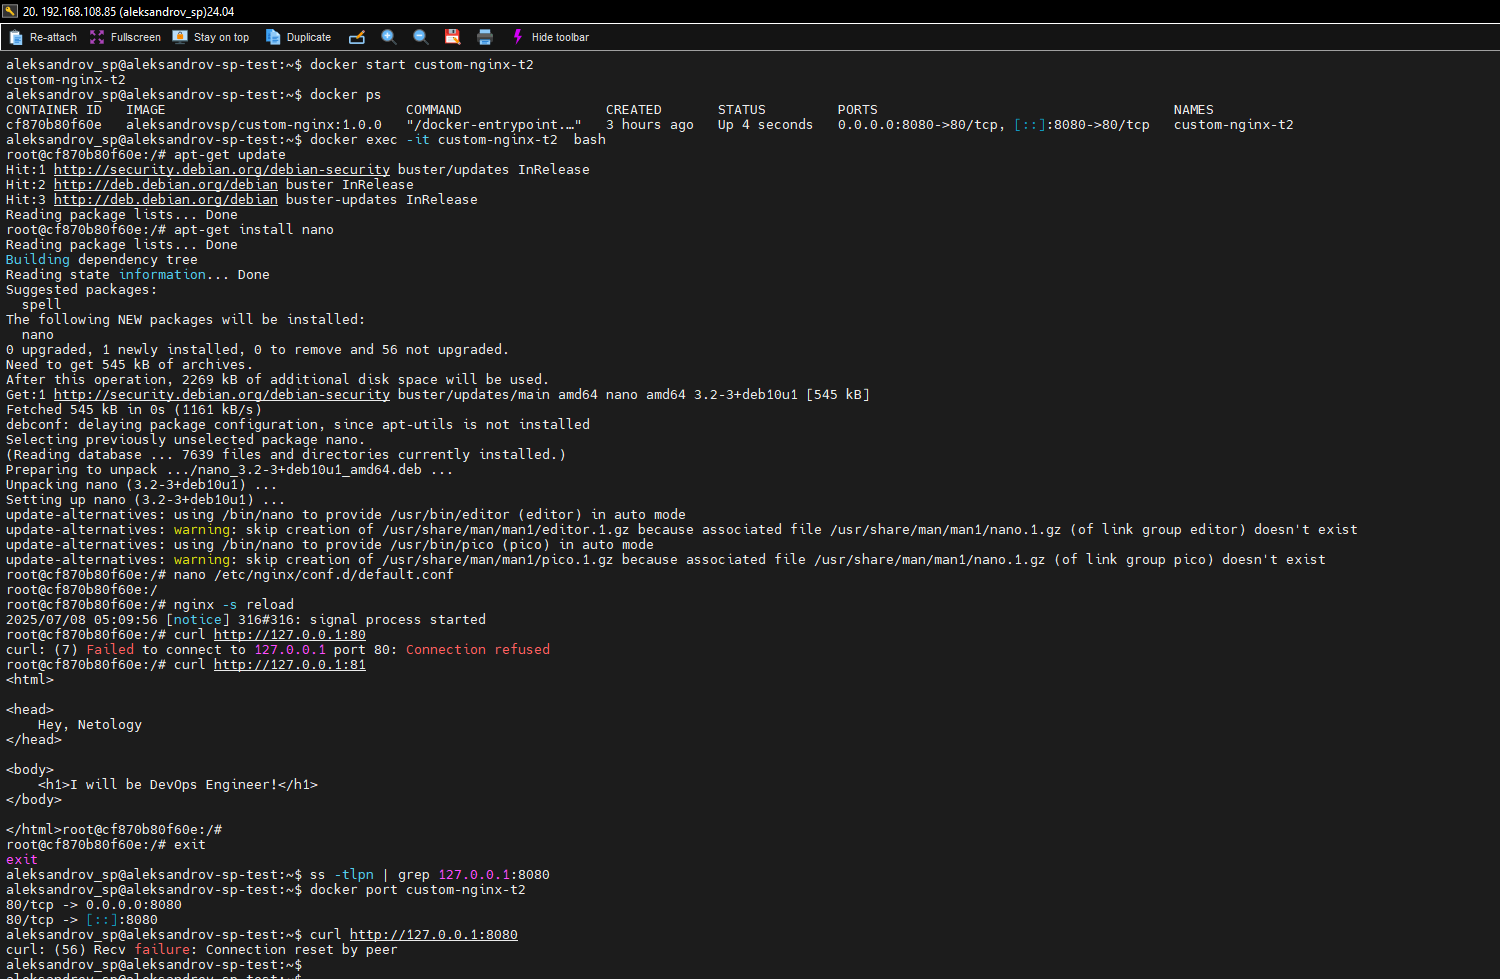 20. 192.168.108.85 (aleksandrov_sp)24.04
Re-attach Fullscreen Stay on top Duplicate Hide toolbar
aleksandrov_sp@aleksandrov-sp-test:~$ docker start custom-nginx-t2
custom-nginx-t2
aleksandrov_sp@aleksandrov-sp-test:~$ docker ps
CONTAINER ID   IMAGE                              COMMAND                  CREATED       STATUS         PORTS                                     NAMES
cf870b80f60e   aleksandrovsp/custom-nginx:1.0.0   "/docker-entrypoint.…"   3 hours ago   Up 4 seconds   0.0.0.0:8080->80/tcp, [::]:8080->80/tcp   custom-nginx-t2
aleksandrov_sp@aleksandrov-sp-test:~$ docker exec -it custom-nginx-t2  bash
root@cf870b80f60e:/# apt-get update
Hit:1 http://security.debian.org/debian-security buster/updates InRelease
Hit:2 http://deb.debian.org/debian buster InRelease
Hit:3 http://deb.debian.org/debian buster-updates InRelease
Reading package lists... Done
root@cf870b80f60e:/# apt-get install nano
Reading package lists... Done
Building dependency tree
Reading state information... Done
Suggested packages:
  spell
The following NEW packages will be installed:
  nano
0 upgraded, 1 newly installed, 0 to remove and 56 not upgraded.
Need to get 545 kB of archives.
After this operation, 2269 kB of additional disk space will be used.
Get:1 http://security.debian.org/debian-security buster/updates/main amd64 nano amd64 3.2-3+deb10u1 [545 kB]
Fetched 545 kB in 0s (1161 kB/s)
debconf: delaying package configuration, since apt-utils is not installed
Selecting previously unselected package nano.
(Reading database ... 7639 files and directories currently installed.)
Preparing to unpack .../nano_3.2-3+deb10u1_amd64.deb ...
Unpacking nano (3.2-3+deb10u1) ...
Setting up nano (3.2-3+deb10u1) ...
update-alternatives: using /bin/nano to provide /usr/bin/editor (editor) in auto mode
update-alternatives: warning: skip creation of /usr/share/man/man1/editor.1.gz because associated file /usr/share/man/man1/nano.1.gz (of link group editor) doesn't exist
update-alternatives: using /bin/nano to provide /usr/bin/pico (pico) in auto mode
update-alternatives: warning: skip creation of /usr/share/man/man1/pico.1.gz because associated file /usr/share/man/man1/nano.1.gz (of link group pico) doesn't exist
root@cf870b80f60e:/# nano /etc/nginx/conf.d/default.conf
root@cf870b80f60e:/
root@cf870b80f60e:/# nginx -s reload
2025/07/08 05:09:56 [notice] 316#316: signal process started
root@cf870b80f60e:/# curl http://127.0.0.1:80
curl: (7) Failed to connect to 127.0.0.1 port 80: Connection refused
root@cf870b80f60e:/# curl http://127.0.0.1:81
<html>
<head>
    Hey, Netology
</head>
<body>
    <h1>I will be DevOps Engineer!</h1>
</body>
</html>root@cf870b80f60e:/#
root@cf870b80f60e:/# exit
exit
aleksandrov_sp@aleksandrov-sp-test:~$ ss -tlpn | grep 127.0.0.1:8080
aleksandrov_sp@aleksandrov-sp-test:~$ docker port custom-nginx-t2
80/tcp -> 0.0.0.0:8080
80/tcp -> [::]:8080
aleksandrov_sp@aleksandrov-sp-test:~$ curl http://127.0.0.1:8080
curl: (56) Recv failure: Connection reset by peer
aleksandrov_sp@aleksandrov-sp-test:~$